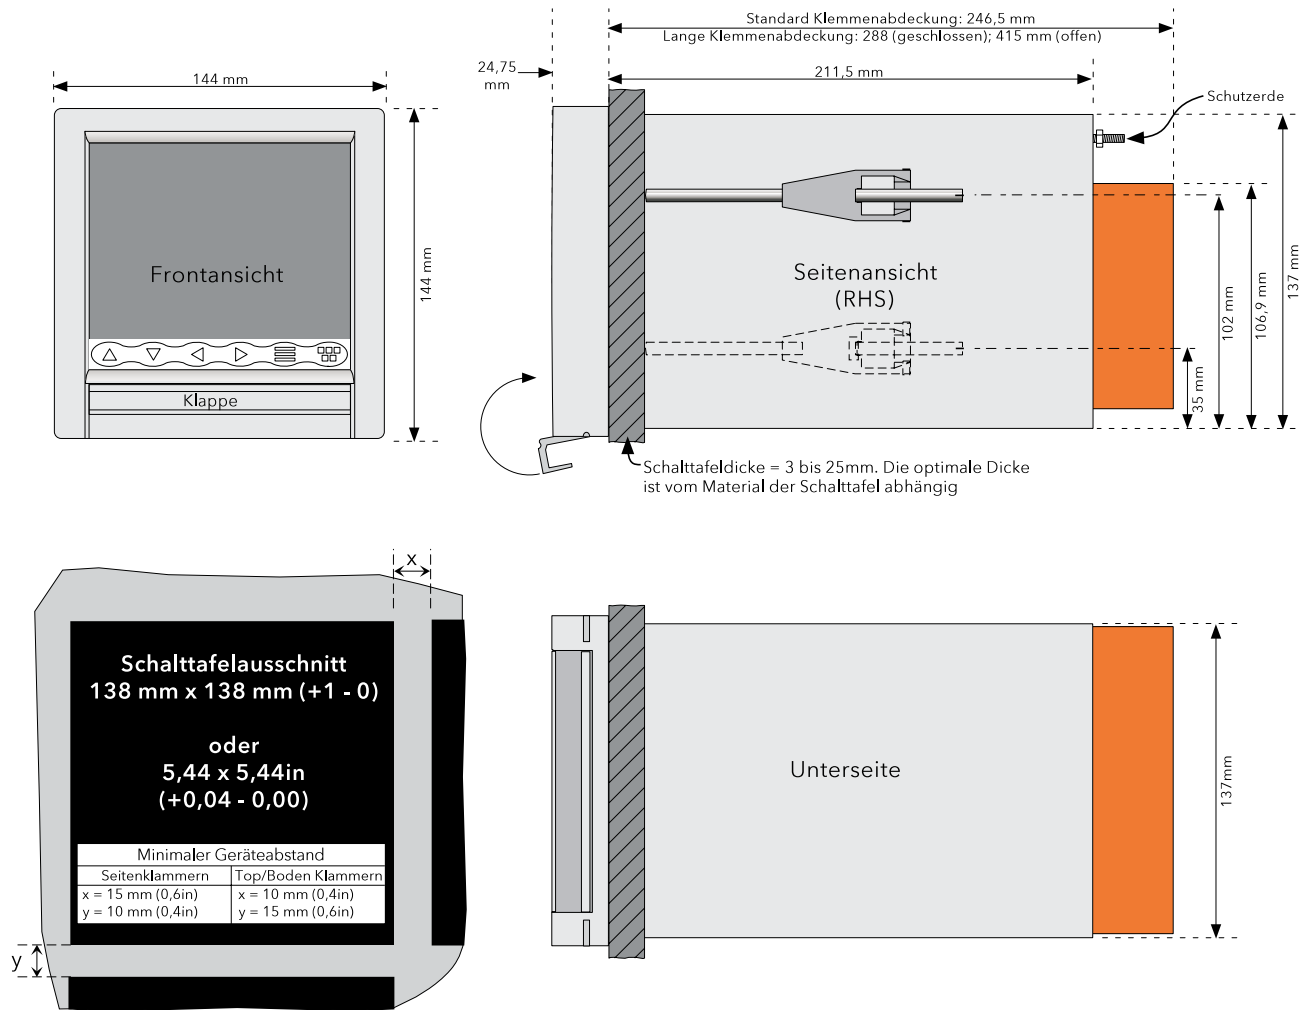 Standard Klemmenabdeckung: 246,5 mm
Lange Klemmenabdeckung: 288 (geschlossen); 415 mm (offen)
144 mm
24,75
mm
211,5 mm
Schutzerde
Frontansicht
144 mm
Seitenansicht
(RHS)
102 mm
106,9 mm
137 mm
35 mm
Klappe
Schalttafeldicke = 3 bis 25mm. Die optimale Dicke
ist vom Material der Schalttafel abhängig
x
Schalttafelausschnitt
138 mm x 138 mm (+1 - 0)
oder
5,44 x 5,44in
(+0,04 - 0,00)
Minimaler Geräteabstand
Seitenklammern
Top/Boden Klammern
x = 15 mm (0,6in)
x = 10 mm (0,4in)
y = 10 mm (0,4in)
y = 15 mm (0,6in)
y
Unterseite
137mm